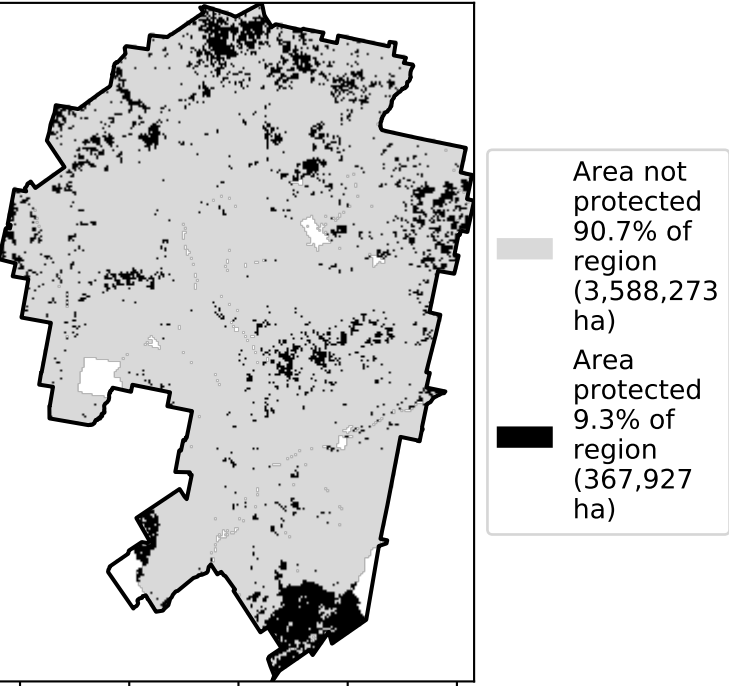 Area not
protected
90.7% of
region
(3,588,273
ha)
Area
protected
9.3% of
region
(367,927
ha)